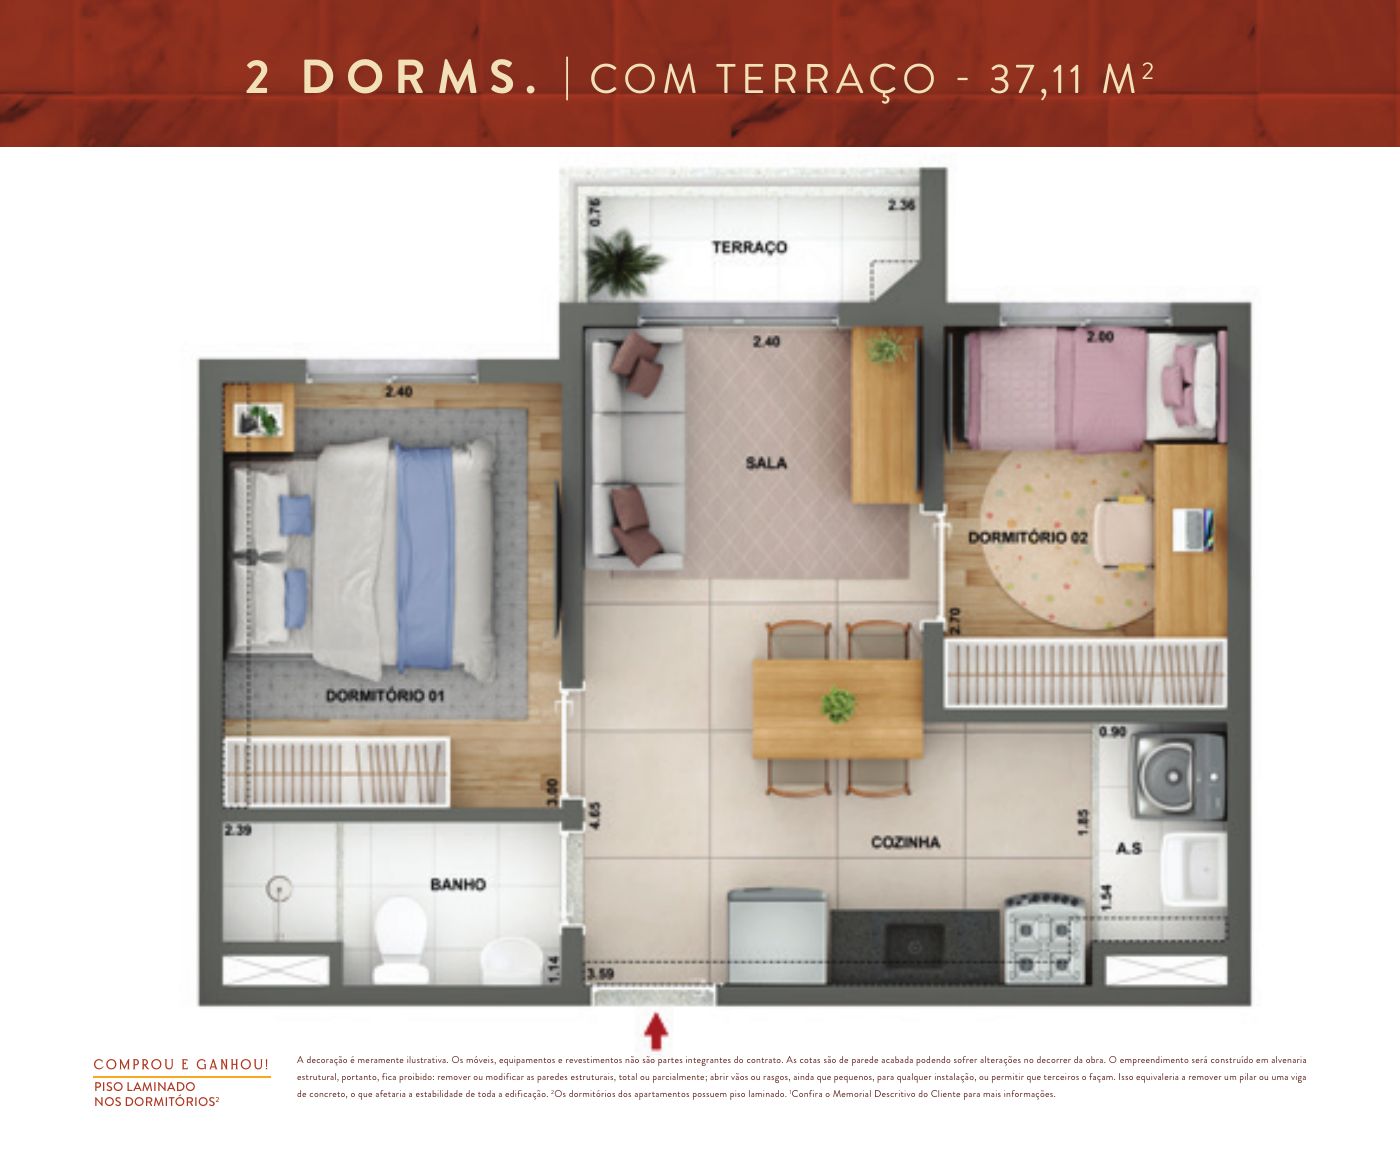 2 DORMS. | COM TERRAÇO - 37,11 M²
0.76
2.36
TERRAÇO
2.40
2.00
2.40
SALA
DORMITÓRIO 02
2.70
DORMITÓRIO 01
3.00
0.90
2.39
4.65
1.85
COZINHA
A.S
BANHO
1.54
1.14
3.59
COMPROU E GANHOU!
PISO LAMINADO
NOS DORMITÓRIOS²
A decoração é meramente ilustrativa. Os móveis, equipamentos e revestimentos não são partes integrantes do contrato. As cotas são de parede acabada podendo sofrer alterações no decorrer da obra. O empreendimento será construído em alvenaria
estrutural, portanto, fica proibido: remover ou modificar as paredes estruturais, total ou parcialmente; abrir vãos ou rasgos, ainda que pequenos, para qualquer instalação, ou permitir que terceiros o façam. Isso equivaleria a remover um pilar ou uma viga
de concreto, o que afetaria a estabilidade de toda a edificação. ²Os dormitórios dos apartamentos possuem piso laminado. ¹Confira o Memorial Descritivo do Cliente para mais informações.